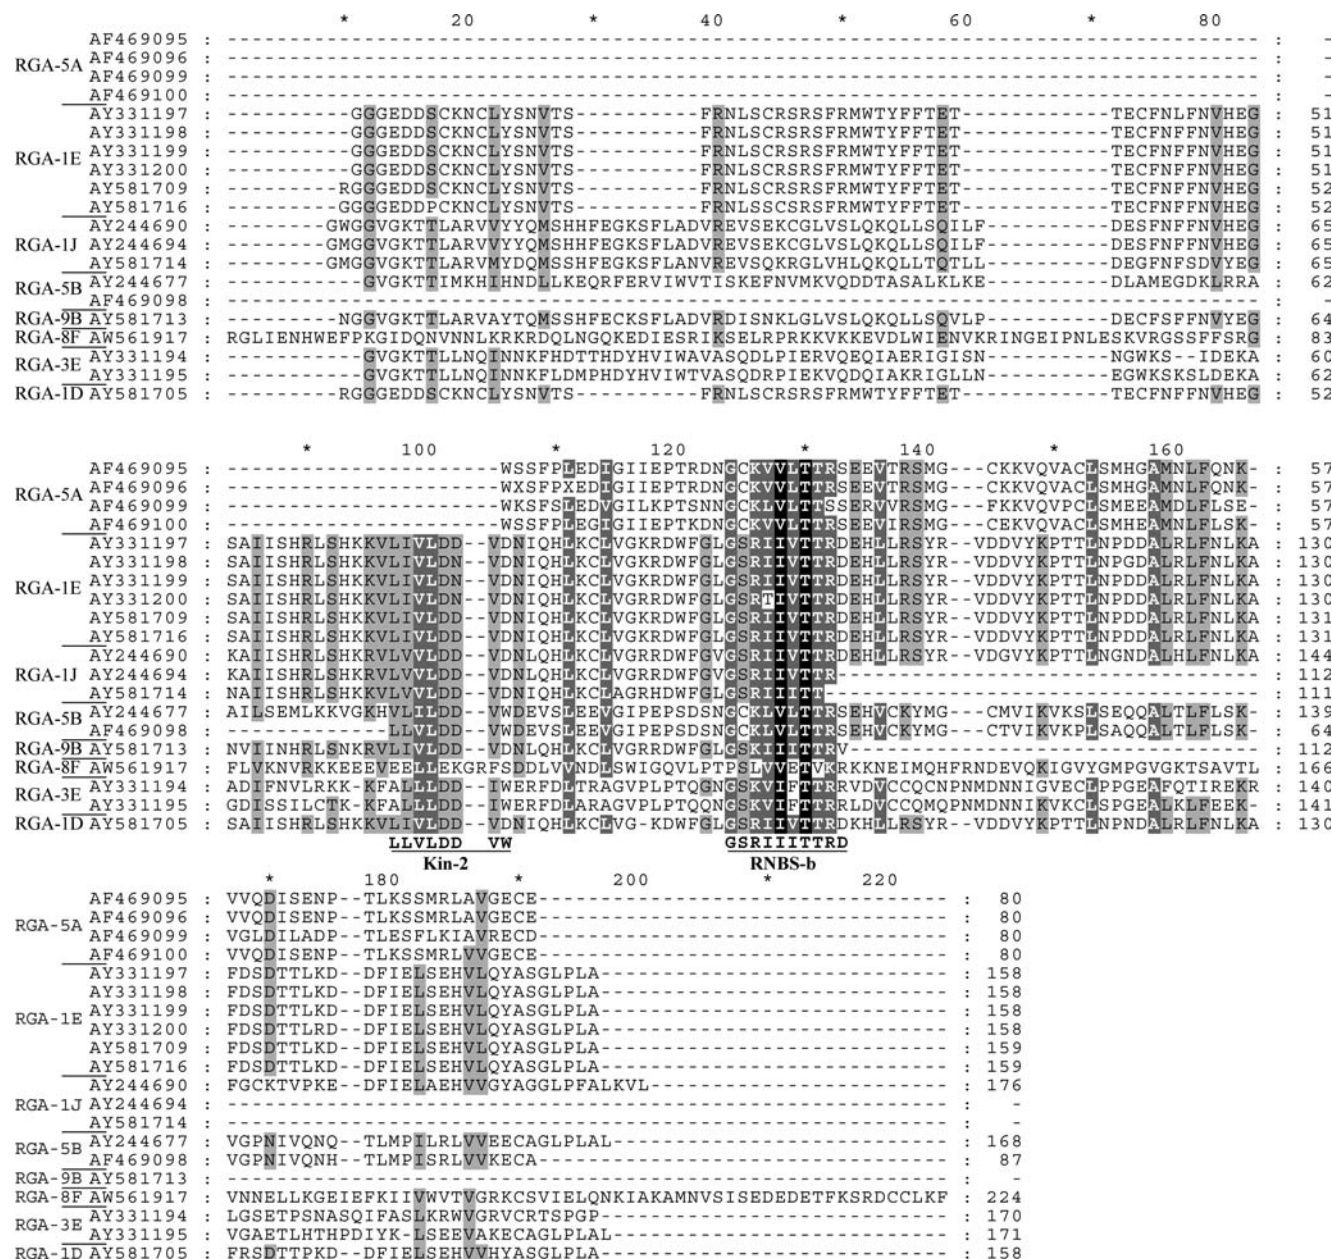 * 20 * 40 * 60 * 80
AF469095 : ----------------------------------------------------------------------------------- : -
RGA-5A AF469096 : ----------------------------------------------------------------------------------- : -
AF469099 : ----------------------------------------------------------------------------------- : -
AF469100 : ----------------------------------------------------------------------------------- : -
AY331197 : ----------GGGEDDSCKNCLYSNVTS----------FRNLSCRSRSFRMWTYFFTET------------TECFNLFNVHEG : 51
AY331198 : ----------GGGEDDSCKNCLYSNVTS----------FRNLSCRSRSFRMWTYFFTET------------TECFNFFNVHEG : 51
RGA-1E AY331199 : ----------GGGEDDSCKNCLYSNVTS----------FRNLSCRSRSFRMWTYFFTET------------TECFNFFNVHEG : 51
AY331200 : ----------GGGEDDSCKNCLYSNVTS----------FRNLSCRSRSFRMWTYFFTET------------TECFNFFNVHEG : 51
AY581709 : ---------RGGGEDDSCKNCLYSNVTS----------FRNLSCRSRSFRMWTYFFTET------------TECFNFFNVHEG : 52
AY581716 : ---------GGGGEDDPCKNCLYSNVTS----------FRNLSSCRSRSFRMWTYFFTET------------TECFNFFNVHEG : 52
AY244690 : --------GWGGVGKTTLARVVYYQMSHHFEGKSFLADVREVSEKCGLVSLQKQLLSQILF----------DESFNFFNVHEG : 65
RGA-1J AY244694 : --------GMGGVGKTTLARVVYYQMSHHFEGKSFLADVREVSEKCGLVSLQKQLLSQILF----------DESFNFFNVHEG : 65
AY581714 : --------GMGGVGKTTLARVMYDQMSSHFEGKSFLANVREVSQKRGLVHLQKQLLTQTLL----------DEGFNFSDVYEG : 65
RGA-5B AY244677 : -----------GVGKTTIMKHIHNDLLKEQRFERVIWVTISKEFNVMKVQDDTASALKLKE----------DLAMEGDKLRRA : 62
AF469098 : ----------------------------------------------------------------------------------- : -
RGA-9B AY581713 : ---------NGGVGKTTLARVAYTQMSSHFECKSFLADVRDISNKLGLVSLQKQLLSQVLP----------DECFSFFNVYEG : 64
RGA-8F AW561917 : RGLIENHWEFPKGIDQNVNNLKRKRDQLNGQKEDIESRIKSELRPRKKVKKEVDLWIENVKRINGEIPNLESKVRGSSFFSRG : 83
RGA-3E AY331194 : -----------GVGKTTLLNQINNKFHDTTHDYHVIWAVASQDLPIERVQEQIAERIGISN----------NGWKS--IDEKA : 60
AY331195 : -----------GVGKTTLLNQINNKFLDMPHDYHVIWTVASQDRPIEKVQDQIAKRIGLLN----------EGWKSKSLDEKA : 62
RGA-1D AY581705 : ---------RGGGEDDSCKNCLYSNVTS----------FRNLSCRSRSFRMWTYFFTET------------TECFNFFNVHEG : 52
* 100 * 120 * 140 * 160
AF469095 : ----------------------WSSFPLEDIGIIEPTRDNGCKVVLTTRSEEVTRSMG---CKKVQVACLSMHGAMNLFQNK- : 57
RGA-5A AF469096 : ----------------------WXSFPXEDIGIIEPTRDNGCKVVLTTRSEEVTRSMG---CKKVQVACLSMHGAMNLFQNK- : 57
AF469099 : ----------------------WKSFSLEDVGILKPTSNNGCKLVLTTSSERVVRSMG---FKKVQVPCLSMEEAMDLFLSE- : 57
AF469100 : ----------------------WSSFPLEGIGIIEPTKDNGCKVVLTTRSEEVIRSMG---CEKVQVACLSMHEAMNLFLSK- : 57
AY331197 : SAIISHRLSHKKVLIVLDD--VDNIQHLKCLVGKRDWFGLGSRIIVTTRDEHLLRSYR--VDDVYKPTTLNPDDALRLFNLKA : 130
AY331198 : SAIISHRLSHKKVLIVLDN--VDNIQHLKCLVGKRDWFGLGSRIIVTTRDEHLLRSYR--VDDVYKPTTLNPGDALRLFNLKA : 130
RGA-1E AY331199 : SAIISHRLSHKKVLIVLDN--VDNIQHLKCLVGKRDWFGLGSRIIVTTRDEHLLRSYR--VDDVYKPTTLNPGDALRLFNLKA : 130
AY331200 : SAIISHRLSHKKVLIVLDN--VDNIQHLKCLVGRRDWFGLGSRTIVTTRDEHLLRSYR--VDDVYKPTTLNPDDALRLFNLKA : 130
AY581709 : SAIISHRLSHKKVLIVLDD--VDNIQHLKCLVGKRDWFGLGSRIIVTTRDEHLLRSYR--VDDVYKPTTLNPDDALRLFNLKA : 131
AY581716 : SAIISHRLSHKKVLIVLDD--VDNIQHLKCLVGKRDWFGLGSRIIVTTRDEHLLRSYR--VDDVYKPTTLNPDDALRLFNLKA : 131
AY244690 : KAIISHRLSHKRVLVVLDD--VDNLQHLKCLVGRRDWFGVGSRIIVTTRDEHLLRSYR--VDGVYKPTTLNGNDALHLFNLKA : 144
RGA-1J AY244694 : KAIISHRLSHKRVLVVLDD--VDNLQHLKCLVGRRDWFGVGSRIIVTTR---------------------------------- : 112
AY581714 : NAIISHRLSHKKVLVVLDD--VDNIQHLKCLAGRHDWFGLGSRIIITT----------------------------------- : 111
RGA-5B AY244677 : AILSEMLKKVGKHVLILDD--VWDEVSLEEVGIPEPSDSNGCKLVLTTRSEHVCKYMG---CMVIKVKSLSEQQALTLFLSK- : 139
AF469098 : -------------LLVLDD--VWDEVSLEEVGIPEPSDSNGCKLVLTTRSEHVCKYMG---CTVIKVKPLSAQQALTLFLSK- : 64
RGA-9B AY581713 : NVIINHRLSNKRVLIVLDD--VDNLQHLKCLVGRRDWFGLGSKIIITTRV--------------------------------- : 112
RGA-8F AW561917 : FLVKNVRKKEEEVEELLEKGRFSDDLVVNDLSWIGQVLPTPSLVVETVKRKKNEIMQHFRNDEVQKIGVYGMPGVGKTSAVTL : 166
RGA-3E AY331194 : ADIFNVLRKK-KFALLLDD--IWERFDLTRAGVPLPTQGNGSKVIFTTRRVDVCCQCNPNMDNNIGVECLPPGEAFQTIREKR : 140
AY331195 : GDISSILCTK-KFALLLDD--IWERFDLARAGVPLPTQQNGSKVIFTTRRLDVCCQMQPNMDNNIKVKCLSPGEALKLFEEK- : 141
RGA-1D AY581705 : SAIISHRLSHKKVLIVLDD--VDNIQHLKCLVG-KDWFGLGSRIIVTTRDKHLLRSYR--VDDVYKPTTLNPNDALRLFNLKA : 130
LLVLDD VW GSRIIITTRD
Kin-2 RNBS-b
* 180 * 200 * 220
AF469095 : VVQDISENP--TLKSSMRLAVGECE--------------------------------- : 80
RGA-5A AF469096 : VVQDISENP--TLKSSMRLAVGECE--------------------------------- : 80
AF469099 : VGLDILADP--TLESFLKIAVRECD--------------------------------- : 80
AF469100 : VVQDISENP--TLKSSMRLVVGECE--------------------------------- : 80
AY331197 : FDSDTTLKD--DFIELSEHVLQYASGLPLA---------------------------- : 158
AY331198 : FDSDTTLKD--DFIELSEHVLQYASGLPLA---------------------------- : 158
RGA-1E AY331199 : FDSDTTLKD--DFIELSEHVLQYASGLPLA---------------------------- : 158
AY331200 : FDSDTTLRD--DFIELSEHVLQYASGLPLA---------------------------- : 158
AY581709 : FDSDTTLKD--DFIELSEHVLQYASGLPLA---------------------------- : 159
AY581716 : FDSDTTLKD--DFIELSEHVLQYASGLPLA---------------------------- : 159
AY244690 : FGCKTVPKE--DFIELAEHVVGYAGGLPFALKVL------------------------ : 176
RGA-1J AY244694 : ---------------------------------------------------------- : -
AY581714 : ---------------------------------------------------------- : -
RGA-5B AY244677 : VGPNIVQNQ--TLMPILRLVVEECAGLPLAL--------------------------- : 168
AF469098 : VGPNIVQNH--TLMPISRLVVKECA--------------------------------- : 87
RGA-9B AY581713 : ---------------------------------------------------------- : -
RGA-8F AW561917 : VNNELLKGEIEFKIIVWVTVGRKCSVIELQNKIAKAMNVSISEDEDETFKSRDCCLKF : 224
RGA-3E AY331194 : LGSETPSNASQIFASLKRWVGRVCRTSPGP---------------------------- : 170
AY331195 : VGAETLHTHPDIYK-LSEEVAKECAGLPLAL--------------------------- : 171
RGA-1D AY581705 : FRSDTTPKD--DFIELSEHVVHYASGLPLA---------------------------- : 158